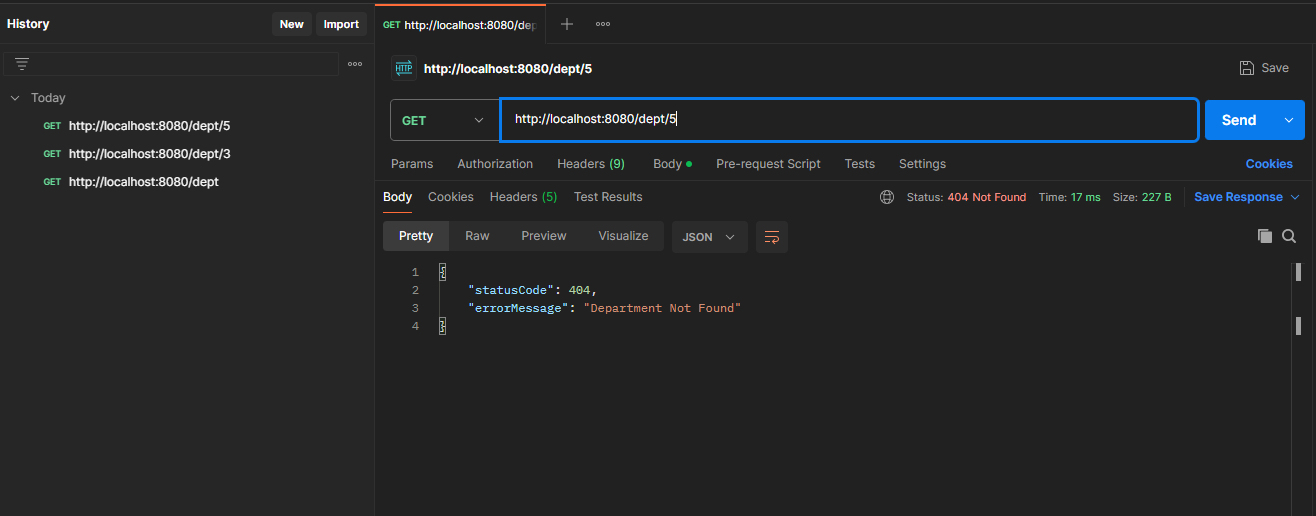 History
New
Import
Today
GET http://localhost:8080/dept/5
GET http://localhost:8080/dept/3
GET http://localhost:8080/dept
GET http://localhost:8080/dep
HTTP http://localhost:8080/dept/5
Save
GET http://localhost:8080/dept/5 Send
Params Authorization Headers (9) Body Pre-request Script Tests Settings Cookies
Body Cookies Headers (5) Test Results Status: 404 Not Found Time: 17 ms Size: 227 B Save Response
Pretty Raw Preview Visualize JSON
1 {
2 "statusCode": 404,
3 "errorMessage": "Department Not Found"
4 }